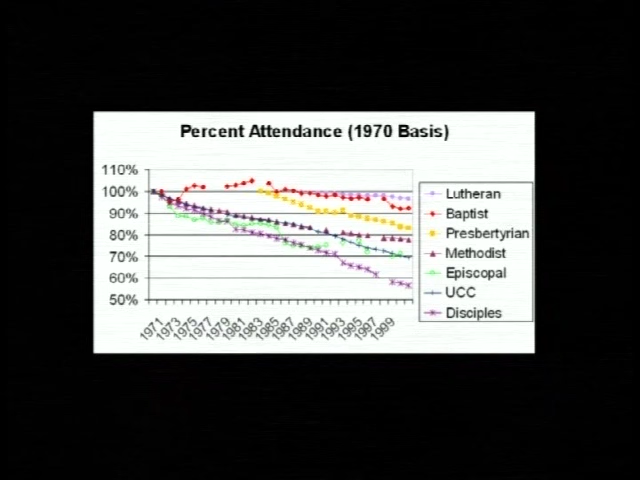 Percent Attendance (1970 Basis)
110%
100%
90%
80%
70%
60%
50%
1971
1973
1975
1977
1979
1981
1983
1985
1987
1989
1991
1993
1995
1997
1999
Lutheran
Baptist
Presbertyrian
Methodist
Episcopal
UCC
Disciples